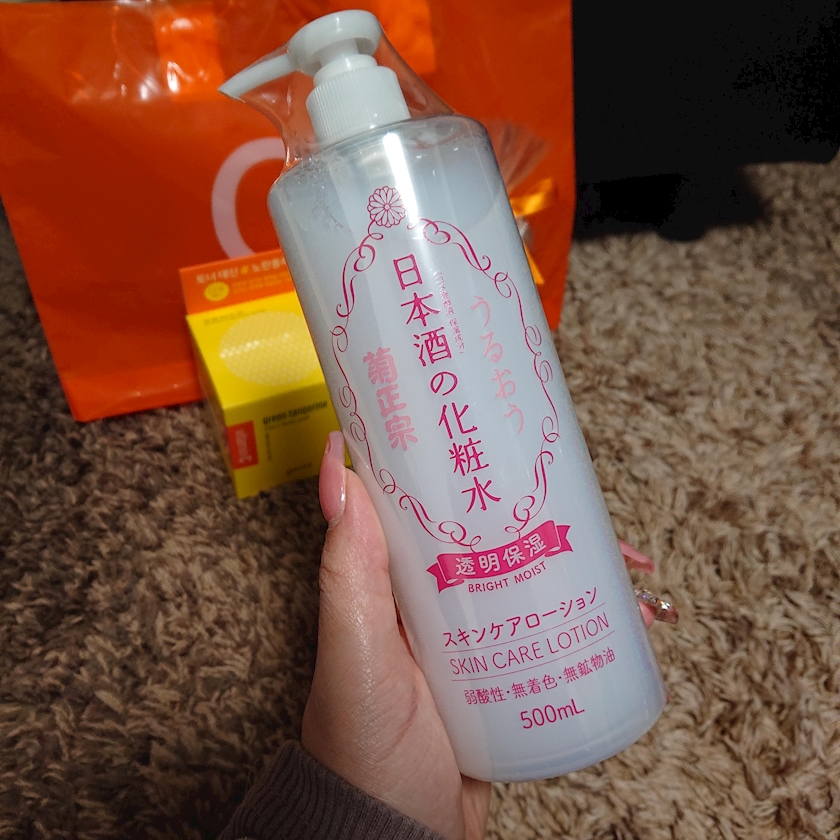 うるおう
日本酒の化粧水
菊正宗
透明保湿
BRIGHT MOIST
スキンケアローション
SKIN CARE LOTION
弱酸性・無着色・無鉱物油
500mL
green tangerine